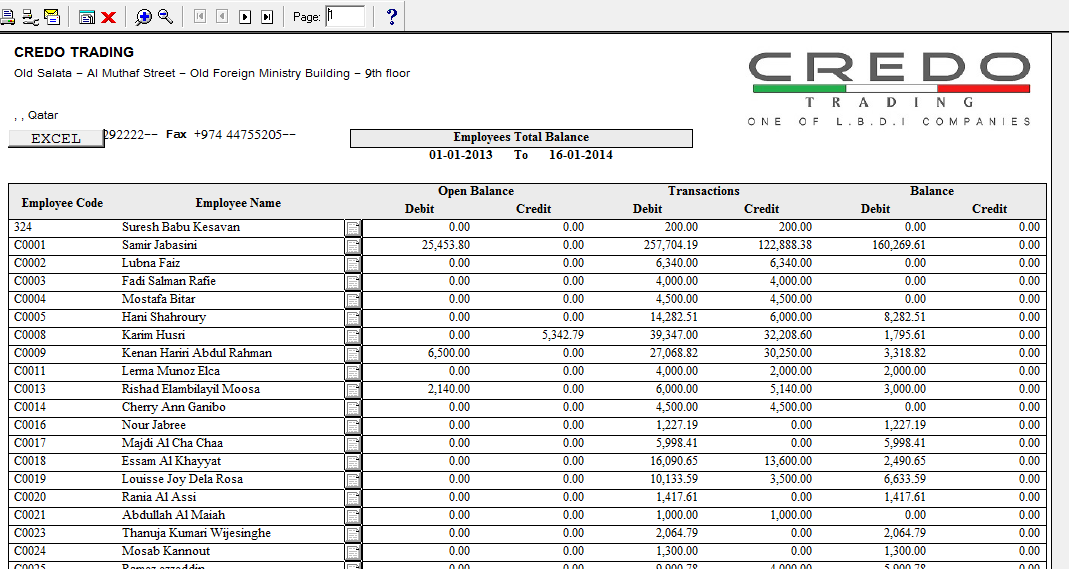 Page: 1 ?
CREDO TRADING
Old Salata – Al Muthaf Street – Old Foreign Ministry Building – 9th floor
CREDO
TRADING
ONE OF L.B.D.I COMPANIES
, , Qatar
EXCEL 292222-- Fax +974 44755205--
Employees Total Balance
01-01-2013 To 16-01-2014
Open Balance Transactions Balance
Employee Code Employee Name Debit Credit Debit Credit Debit Credit
324 Suresh Babu Kesavan 0.00 0.00 200.00 200.00 0.00 0.00
C0001 Samir Jabasini 25,453.80 0.00 257,704.19 122,888.38 160,269.61 0.00
C0002 Lubna Faiz 0.00 0.00 6,340.00 6,340.00 0.00 0.00
C0003 Fadi Salman Rafie 0.00 0.00 4,000.00 4,000.00 0.00 0.00
C0004 Mostafa Bitar 0.00 0.00 4,500.00 4,500.00 0.00 0.00
C0005 Hani Shahroury 0.00 0.00 14,282.51 6,000.00 8,282.51 0.00
C0008 Karim Husri 0.00 5,342.79 39,347.00 32,208.60 1,795.61 0.00
C0009 Kenan Hariri Abdul Rahman 6,500.00 0.00 27,068.82 30,250.00 3,318.82 0.00
C0011 Lerma Munoz Elca 0.00 0.00 4,000.00 2,000.00 2,000.00 0.00
C0013 Rishad Elambilayil Moosa 2,140.00 0.00 6,000.00 5,140.00 3,000.00 0.00
C0014 Cherry Ann Ganibo 0.00 0.00 4,500.00 4,500.00 0.00 0.00
C0016 Nour Jabree 0.00 0.00 1,227.19 0.00 1,227.19 0.00
C0017 Majdi Al Cha Chaa 0.00 0.00 5,998.41 0.00 5,998.41 0.00
C0018 Essam Al Khayyat 0.00 0.00 16,090.65 13,600.00 2,490.65 0.00
C0019 Louisse Joy Dela Rosa 0.00 0.00 10,133.59 3,500.00 6,633.59 0.00
C0020 Rania Al Assi 0.00 0.00 1,417.61 0.00 1,417.61 0.00
C0021 Abdullah Al Maiah 0.00 0.00 1,000.00 1,000.00 0.00 0.00
C0023 Thanuja Kumari Wijesinghe 0.00 0.00 2,064.79 0.00 2,064.79 0.00
C0024 Mosab Kannout 0.00 0.00 1,300.00 0.00 1,300.00 0.00
C0025 0.00 0.00 4,000.00 0.00